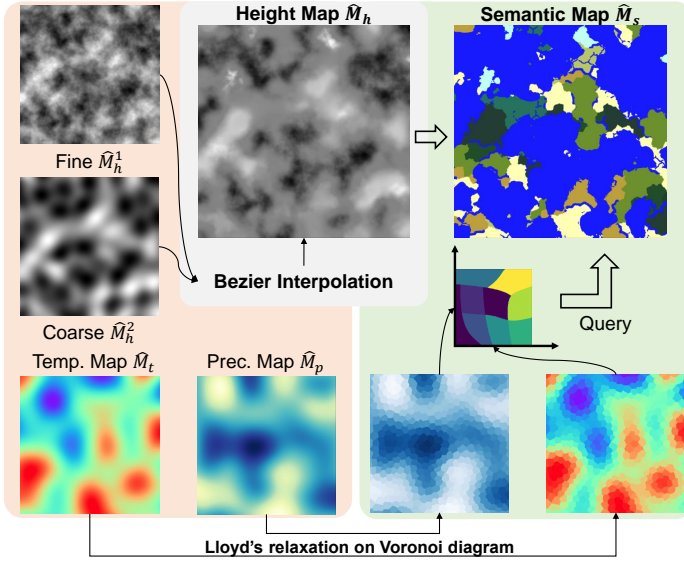 Height Map M̂_h
Semantic Map M̂_s
Fine M̂_h^1
Bezier Interpolation
Coarse M̂_h^2
Query
Temp. Map M̂_t
Prec. Map M̂_p
Lloyd's relaxation on Voronoi diagram